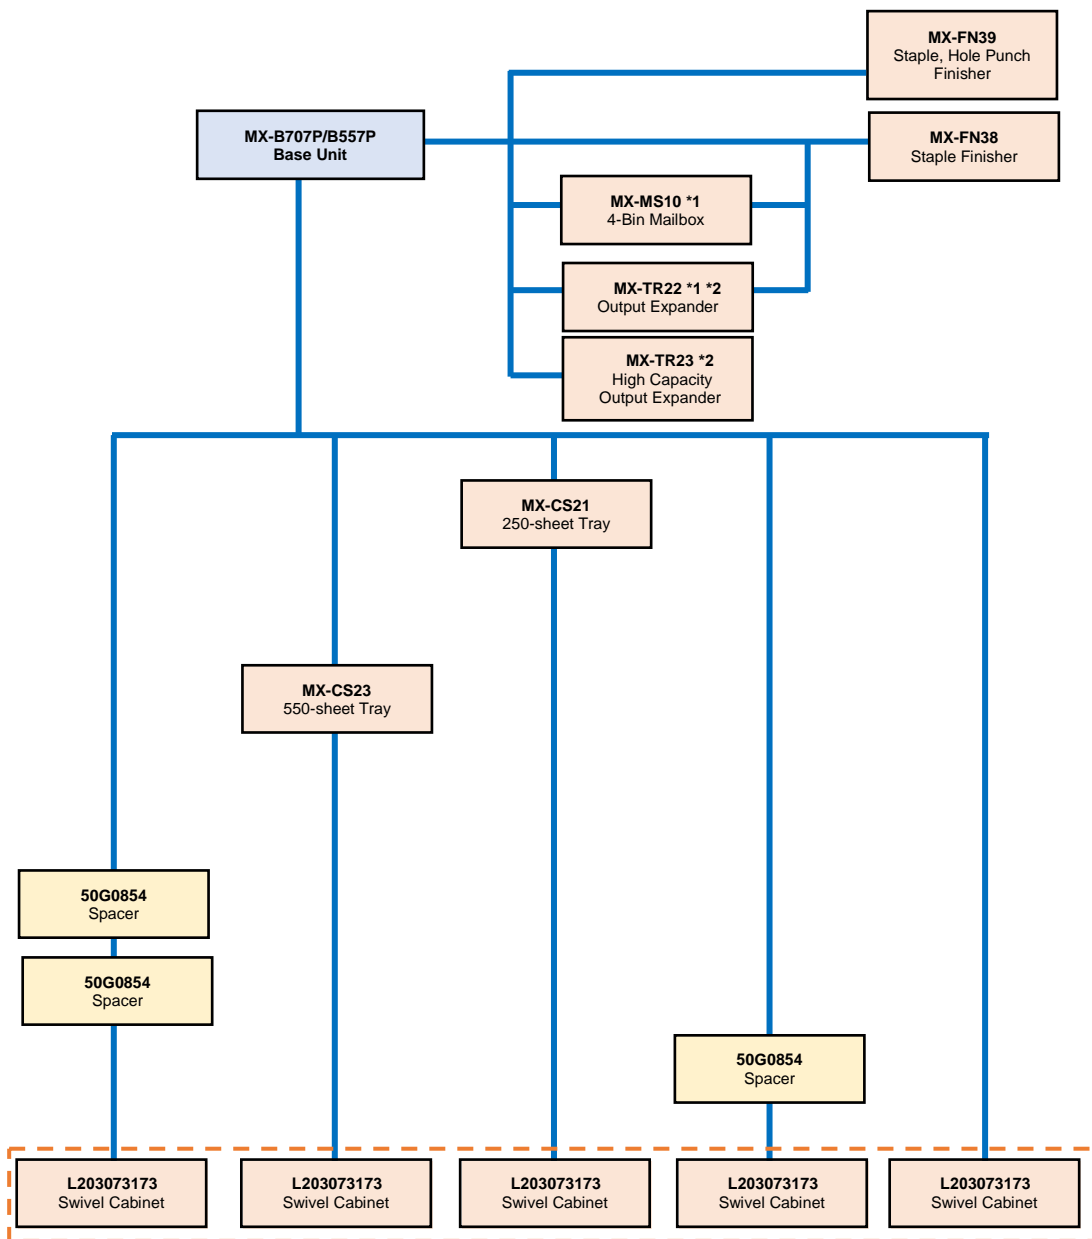 MX-FN39
Staple, Hole Punch
Finisher
MX-B707P/B557P
Base Unit
MX-FN38
Staple Finisher
MX-MS10 *1
4-Bin Mailbox
MX-TR22 *1 *2
Output Expander
MX-TR23 *2
High Capacity
Output Expander
MX-CS21
250-sheet Tray
MX-CS23
550-sheet Tray
50G0854
Spacer
50G0854
Spacer
50G0854
Spacer
L203073173
Swivel Cabinet
L203073173
Swivel Cabinet
L203073173
Swivel Cabinet
L203073173
Swivel Cabinet
L203073173
Swivel Cabinet